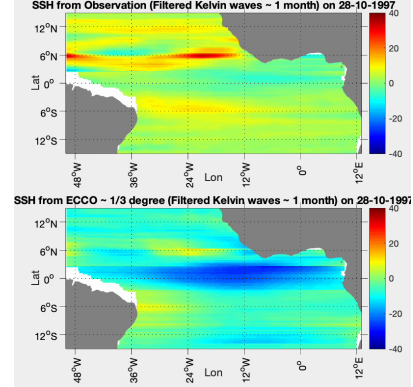 SSH from Observation (Filtered Kelvin waves ~ 1 month) on 28-10-1997
12°N
6°N
0°
6°S
12°S
Lat
48°W
36°W
24°W
12°W
0°
12°E
Lon
40
20
0
-20
-40
SSH from ECCO ~ 1/3 degree (Filtered Kelvin waves ~ 1 month) on 28-10-1997
12°N
6°N
0°
6°S
12°S
Lat
48°W
36°W
24°W
12°W
0°
12°E
Lon
40
20
0
-20
-40